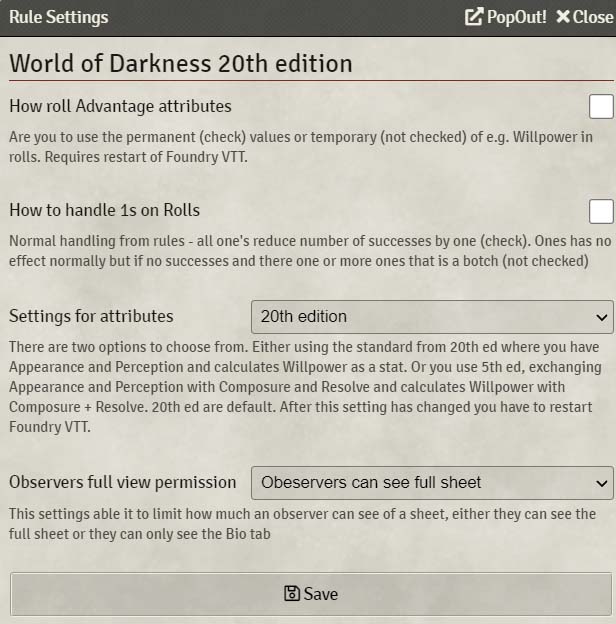 Rule Settings
PopOut! Close
World of Darkness 20th edition
How roll Advantage attributes
Are you to use the permanent (check) values or temporary (not checked) of e.g. Willpower in
rolls. Requires restart of Foundry VTT.
How to handle 1s on Rolls
Normal handling from rules - all one's reduce number of successes by one (check). Ones has no
effect normally but if no successes and there one or more ones that is a botch (not checked)
Settings for attributes 20th edition
There are two options to choose from. Either using the standard from 20th ed where you have
Appearance and Perception and calculates Willpower as a stat. Or you use 5th ed, exchanging
Appearance and Perception with Composure and Resolve and calculates Willpower with
Composure + Resolve. 20th ed are default. After this setting has changed you have to restart
Foundry VTT.
Observers full view permission Obeservers can see full sheet
This settings able it to limit how much an observer can see of a sheet, either they can see the
full sheet or they can only see the Bio tab
Save